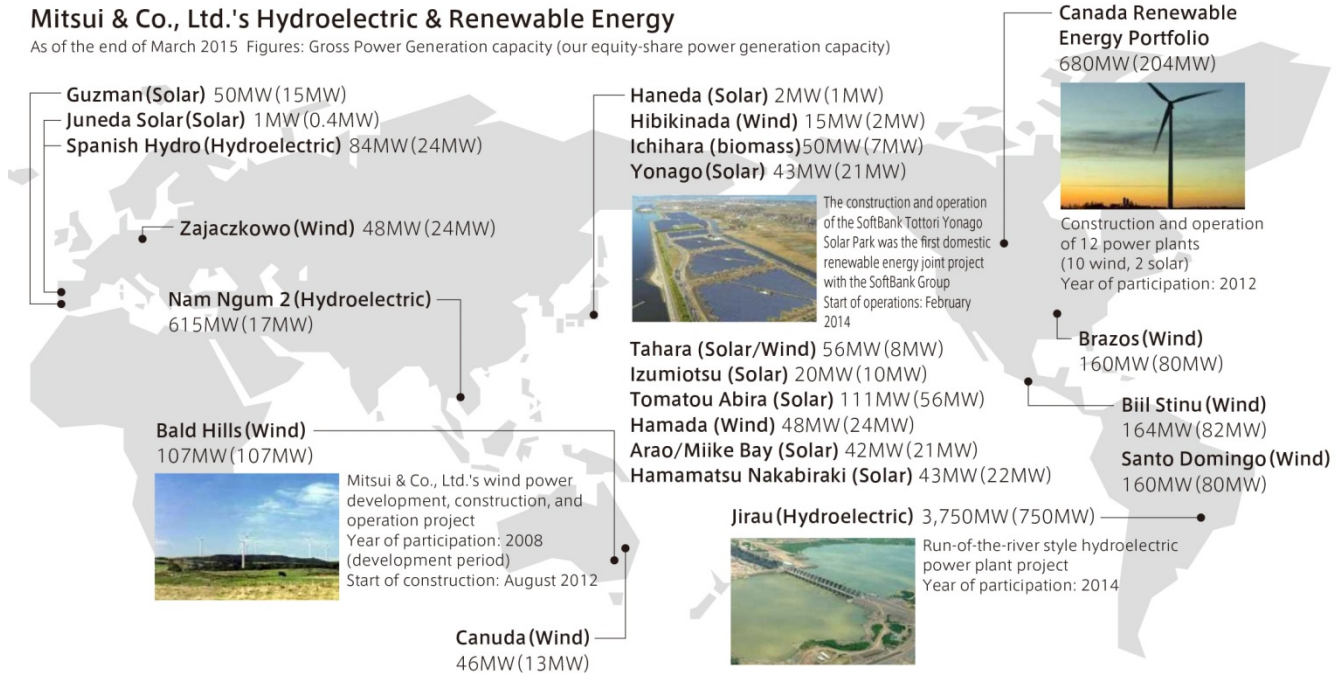 Mitsui & Co., Ltd.'s Hydroelectric & Renewable Energy
As of the end of March 2015 Figures: Gross Power Generation capacity (our equity-share power generation capacity)
Guzman (Solar) 50MW (15MW)
Juneda Solar (Solar) 1MW (0.4MW)
Spanish Hydro (Hydroelectric) 84MW (24MW)
Zajaczkowo (Wind) 48MW (24MW)
Nam Ngum 2 (Hydroelectric)
615MW (17MW)
Bald Hills (Wind)
107MW (107MW)
Mitsui & Co., Ltd.'s wind power
development, construction, and
operation project
Year of participation: 2008
(development period)
Start of construction: August 2012
Canuda (Wind)
46MW (13MW)
Haneda (Solar) 2MW (1MW)
Hibikinada (Wind) 15MW (2MW)
Ichihara (biomass)50MW (7MW)
Yonago (Solar) 43MW (21MW)
The construction and operation
of the SoftBank Tottori Yonago
Solar Park was the first domestic
renewable energy joint project
with the SoftBank Group
Start of operations: February
2014
Tahara (Solar/Wind) 56MW (8MW)
Izumiotsu (Solar) 20MW (10MW)
Tomatou Abira (Solar) 111MW (56MW)
Hamada (Wind) 48MW (24MW)
Arao/Miike Bay (Solar) 42MW (21MW)
Hamamatsu Nakabiraki (Solar) 43MW (22MW)
Jirau (Hydroelectric) 3,750MW (750MW)
Run-of-the-river style hydroelectric
power plant project
Year of participation: 2014
Canada Renewable
Energy Portfolio
680MW (204MW)
Construction and operation
of 12 power plants
(10 wind, 2 solar)
Year of participation: 2012
Brazos (Wind)
160MW (80MW)
Biil Stinu (Wind)
164MW (82MW)
Santo Domingo (Wind)
160MW (80MW)